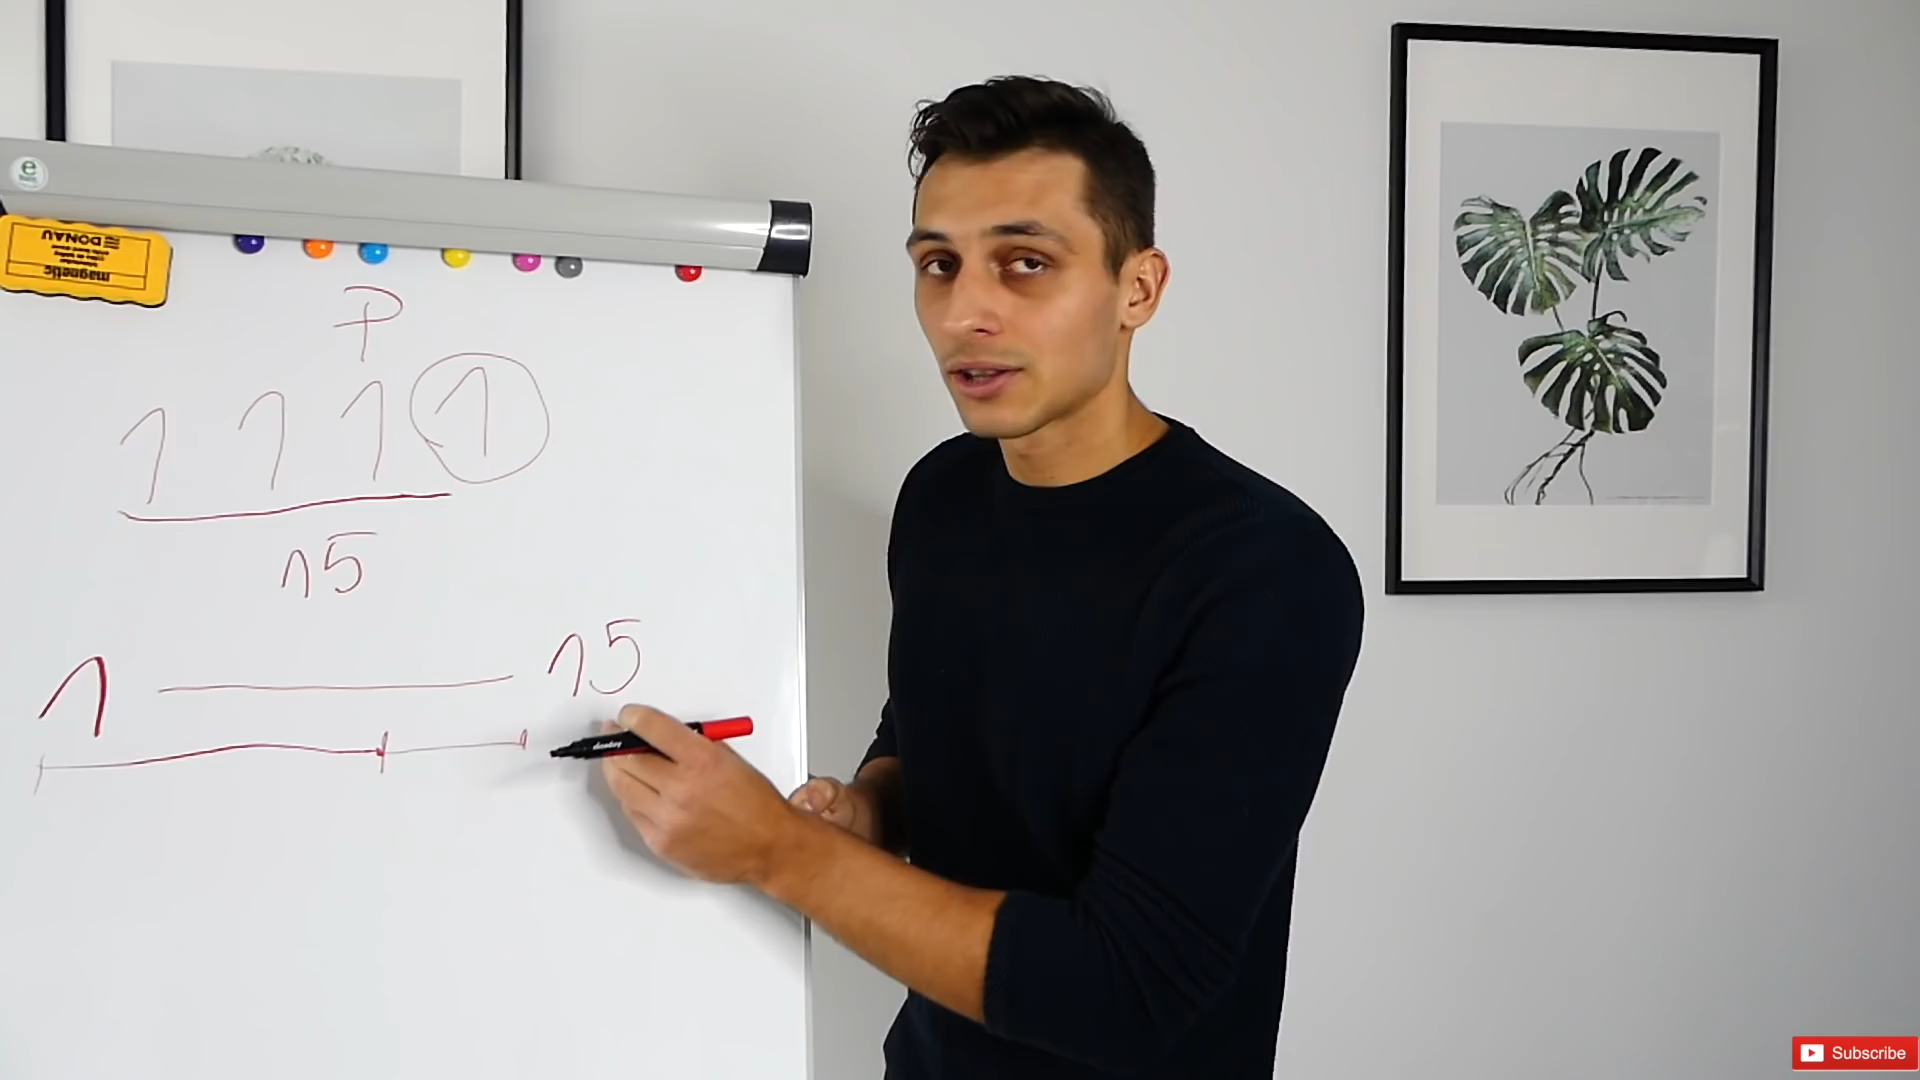 e
DONAU
magnetic
P
1 1 1 1
15
1 — 15
Subscribe